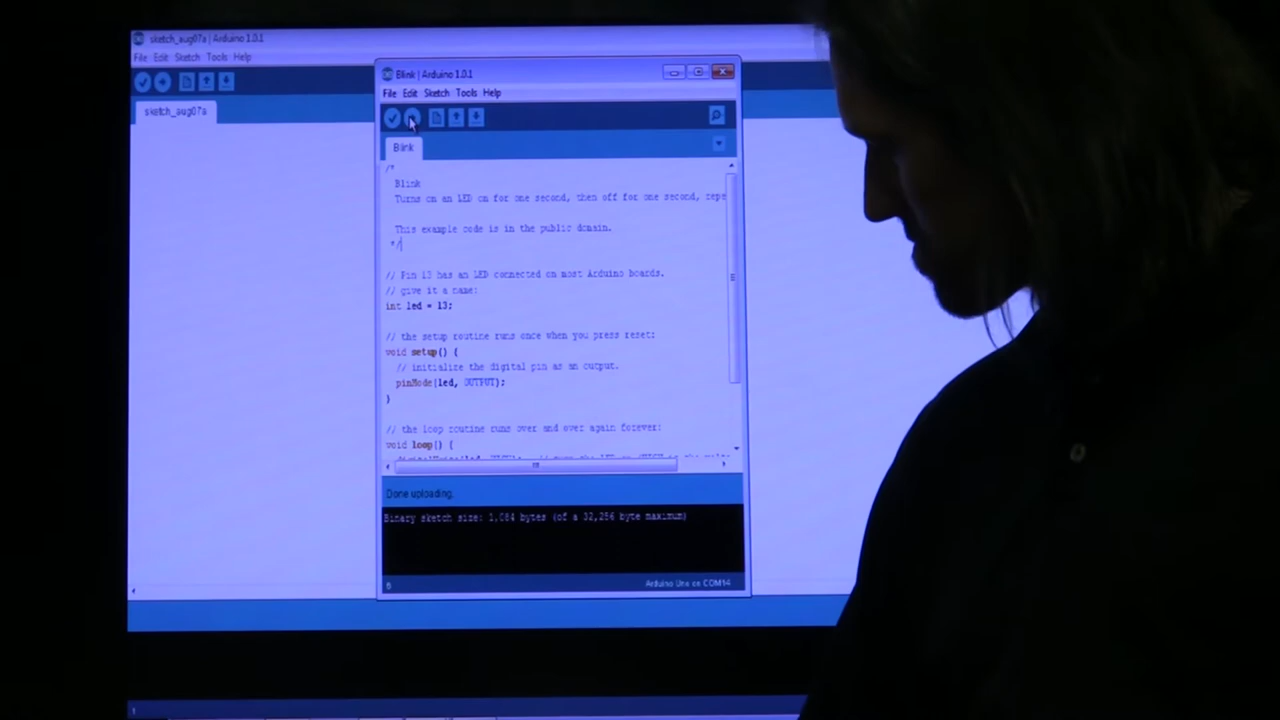 sketch_aug07a | Arduino 1.0.1
File Edit Sketch Tools Help
sketch_aug07a
Blink | Arduino 1.0.1
File Edit Sketch Tools Help
Blink
/*
Blink
Turns on an LED on for one second, then off for one second, repe
This example code is in the public domain.
*/
// Pin 13 has an LED connected on most Arduino boards.
// give it a name:
int led = 13;
// the setup routine runs once when you press reset:
void setup() {
// initialize the digital pin as an output.
pinMode(led, OUTPUT);
}
// the loop routine runs over and over again forever:
void loop() {
Done uploading.
Binary sketch size: 1,084 bytes (of a 32,256 byte maximum)
6
Arduino Uno on COM14